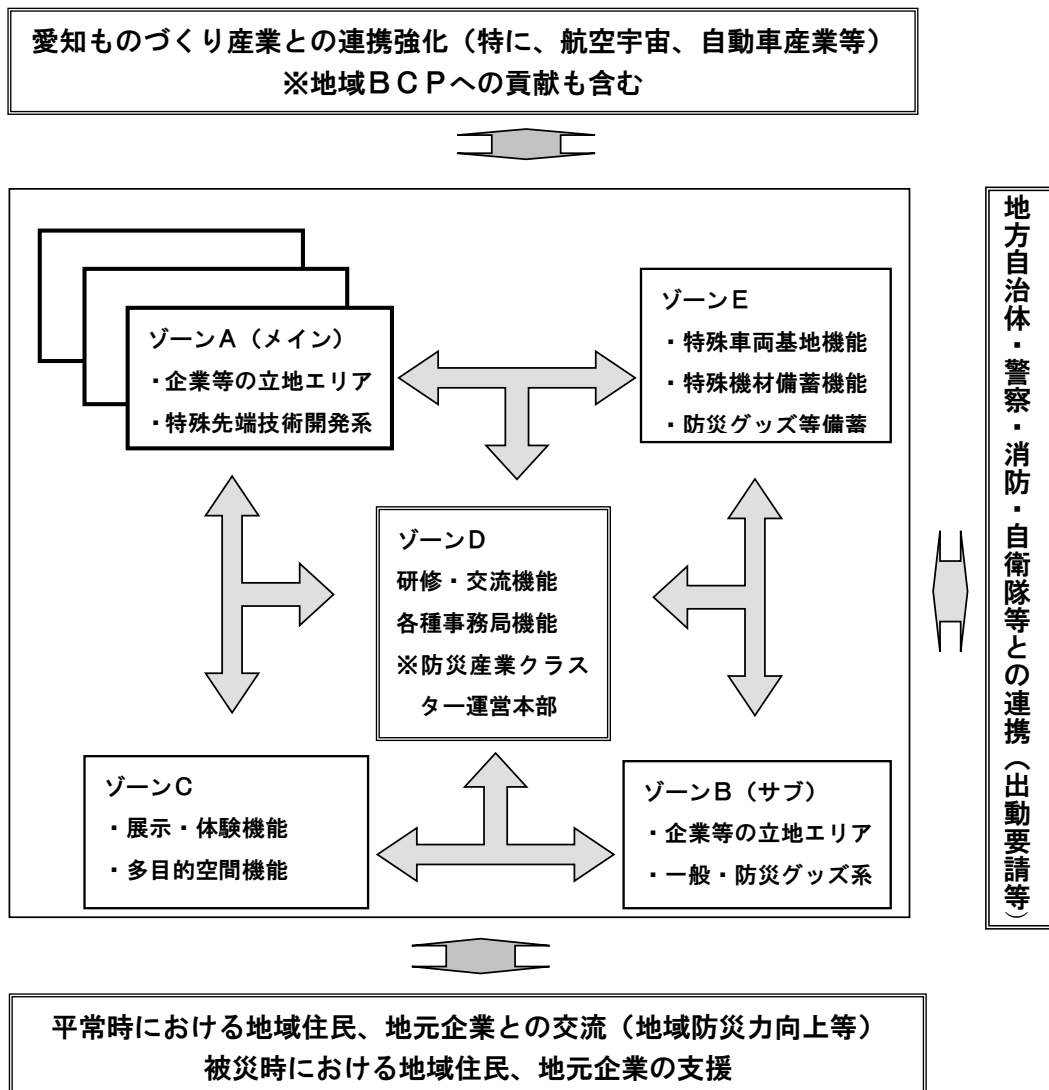 愛知ものづくり産業との連携強化（特に、航空宇宙、自動車産業等）
※地域ＢＣＰへの貢献も含む
ゾーンＡ（メイン）
・企業等の立地エリア
・特殊先端技術開発系
ゾーンＥ
・特殊車両基地機能
・特殊機材備蓄機能
・防災グッズ等備蓄
地方自治体・警察・消防・自衛隊等との連携（出動要請等）
ゾーンＤ
研修・交流機能
各種事務局機能
※防災産業クラス
ター運営本部
ゾーンＣ
・展示・体験機能
・多目的空間機能
ゾーンＢ（サブ）
・企業等の立地エリア
・一般・防災グッズ系
平常時における地域住民、地元企業との交流（地域防災力向上等）
被災時における地域住民、地元企業の支援